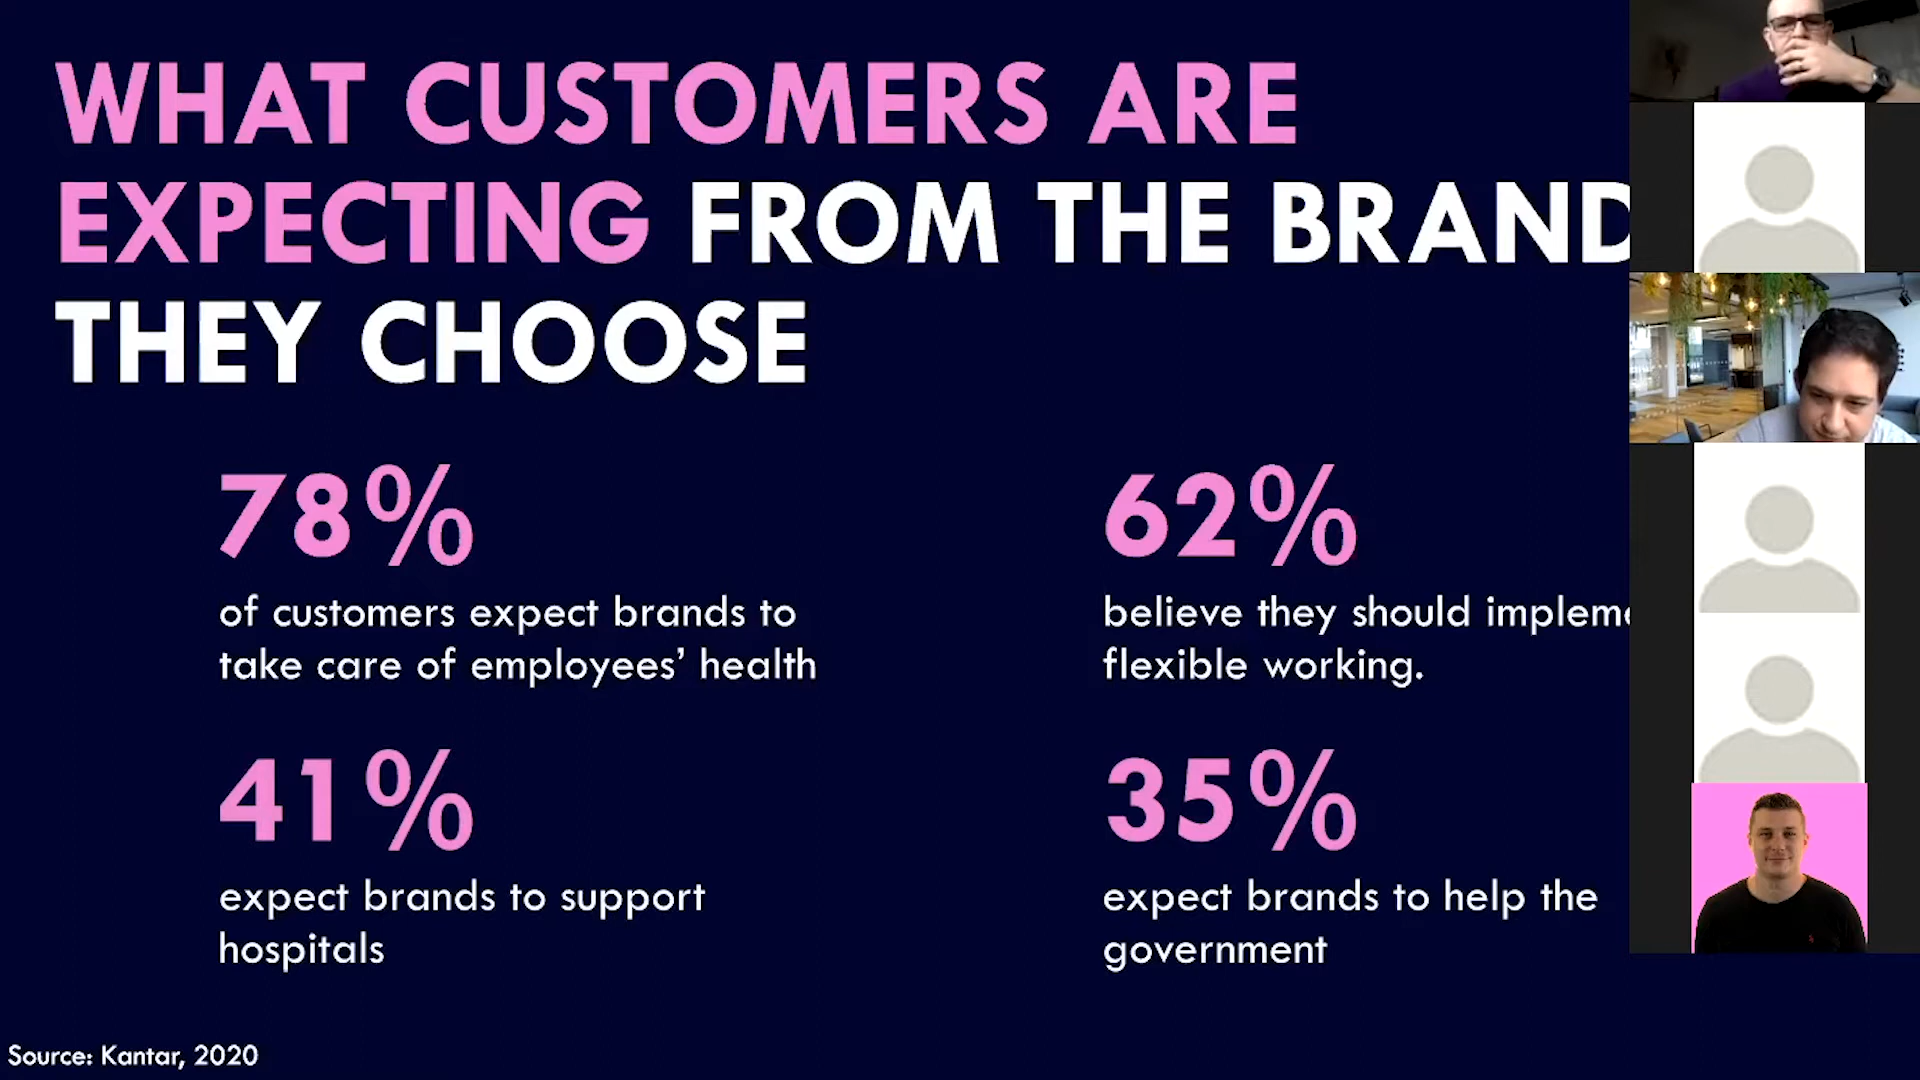 WHAT CUSTOMERS ARE
EXPECTING FROM THE BRAND
THEY CHOOSE
78%
of customers expect brands to
take care of employees’ health
62%
believe they should implem
flexible working.
41%
expect brands to support
hospitals
35%
expect brands to help the
government
Source: Kantar, 2020